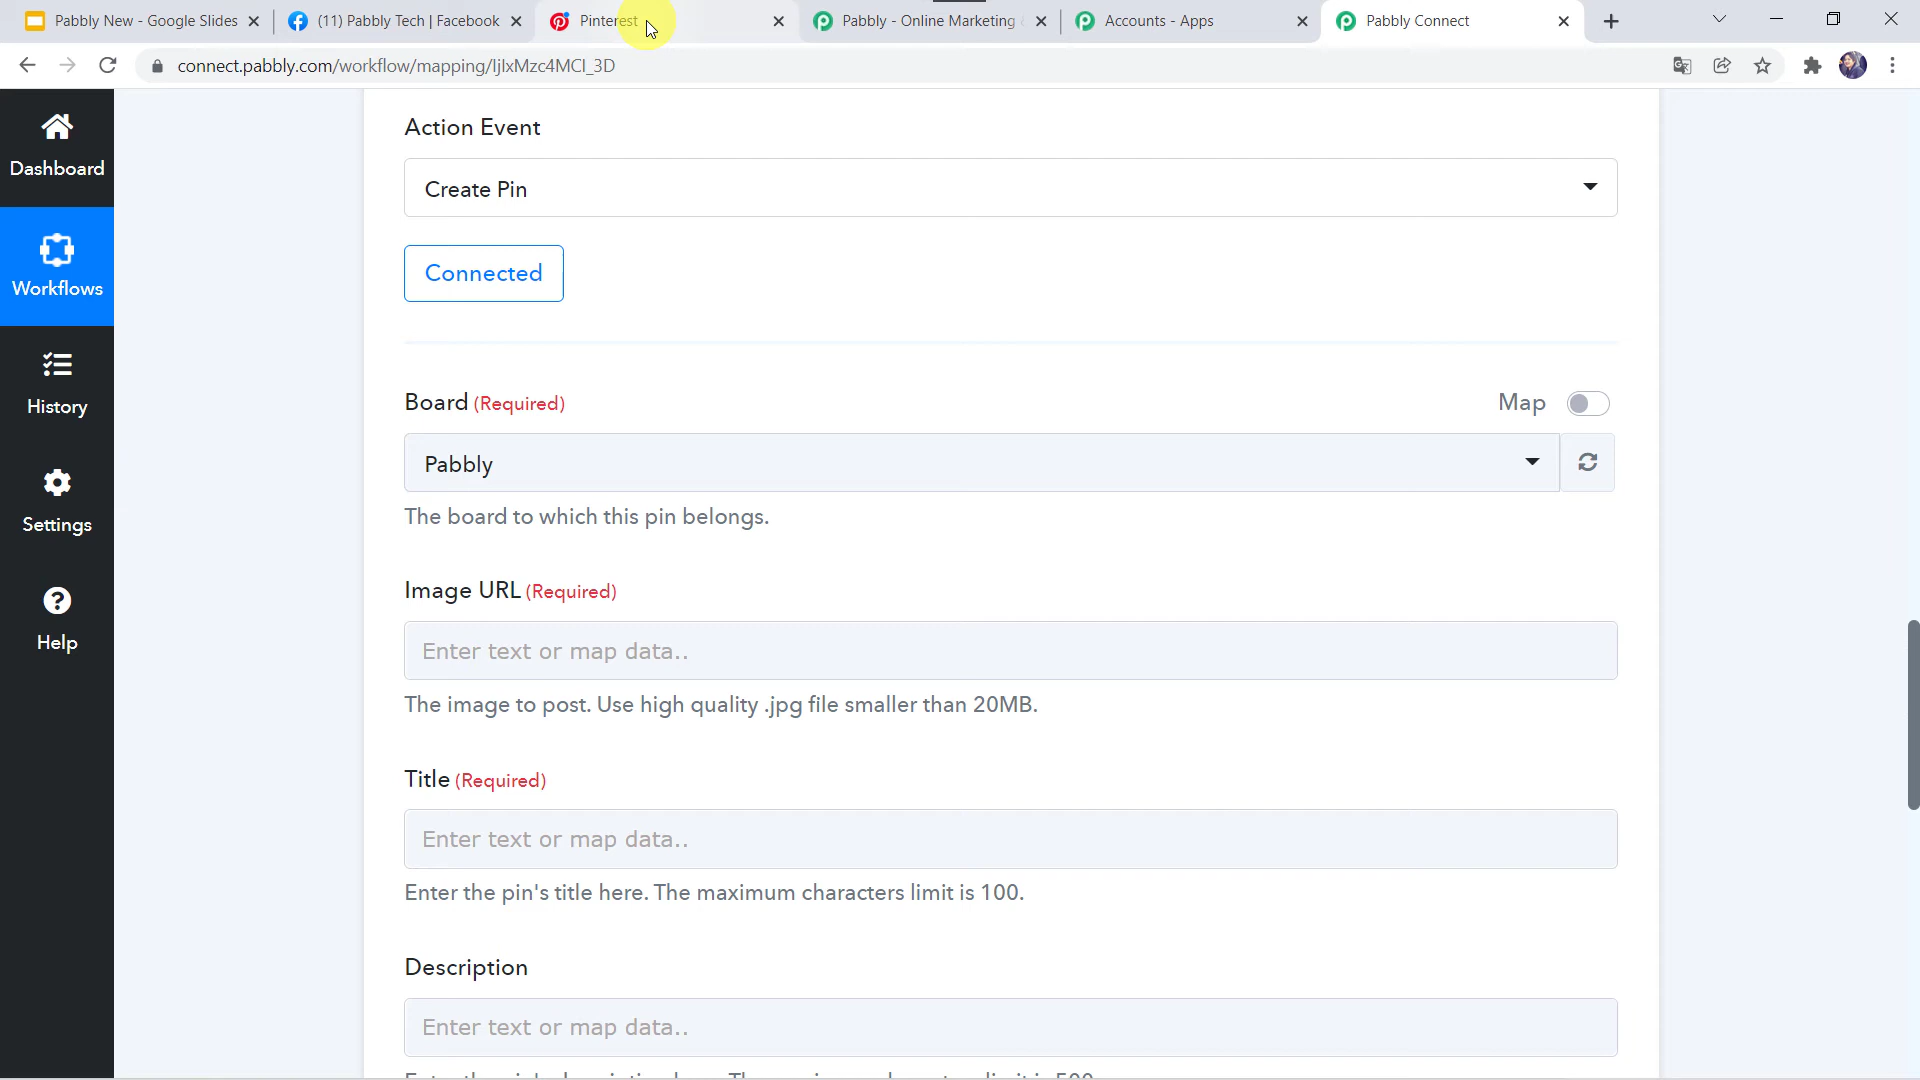 Pabbly New - Google Slides
(11) Pabbly Tech | Facebook
Pinterest
Pabbly - Online Marketing
Accounts - Apps
Pabbly Connect
connect.pabbly.com/workflow/mapping/IjIxMzc4MCI_3D
Dashboard
Workflows
History
Settings
Help
Action Event
Create Pin
Connected
Board (Required)
Map
Pabbly
The board to which this pin belongs.
Image URL (Required)
Enter text or map data..
The image to post. Use high quality .jpg file smaller than 20MB.
Title (Required)
Enter text or map data..
Enter the pin's title here. The maximum characters limit is 100.
Description
Enter text or map data..